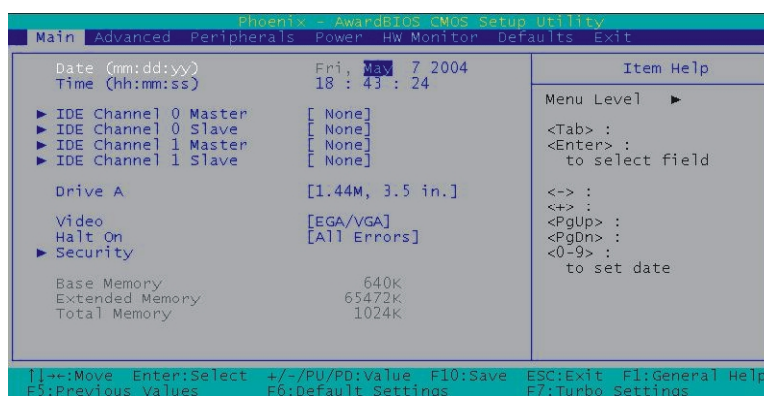 Phoenix - AwardBIOS CMOS Setup Utility
Main Advanced Peripherals Power HW Monitor Defaults Exit
Date (mm:dd:yy) Fri, May 7 2004
Time (hh:mm:ss) 18 : 43 : 24
► IDE Channel 0 Master [ None]
► IDE Channel 0 Slave [ None]
► IDE Channel 1 Master [ None]
► IDE Channel 1 Slave [ None]
Drive A [1.44M, 3.5 in.]
Video [EGA/VGA]
Halt On [All Errors]
► Security
Base Memory 640K
Extended Memory 65472K
Total Memory 1024K
Item Help
Menu Level ►
<Tab> :
<Enter> :
to select field
<-> :
<+> :
<PgUp> :
<PgDn> :
<0-9> :
to set date
↑↓→←:Move Enter:Select +/-/PU/PD:Value F10:Save ESC:Exit F1:General Help
F5:Previous Values F6:Default Settings F7:Turbo Settings